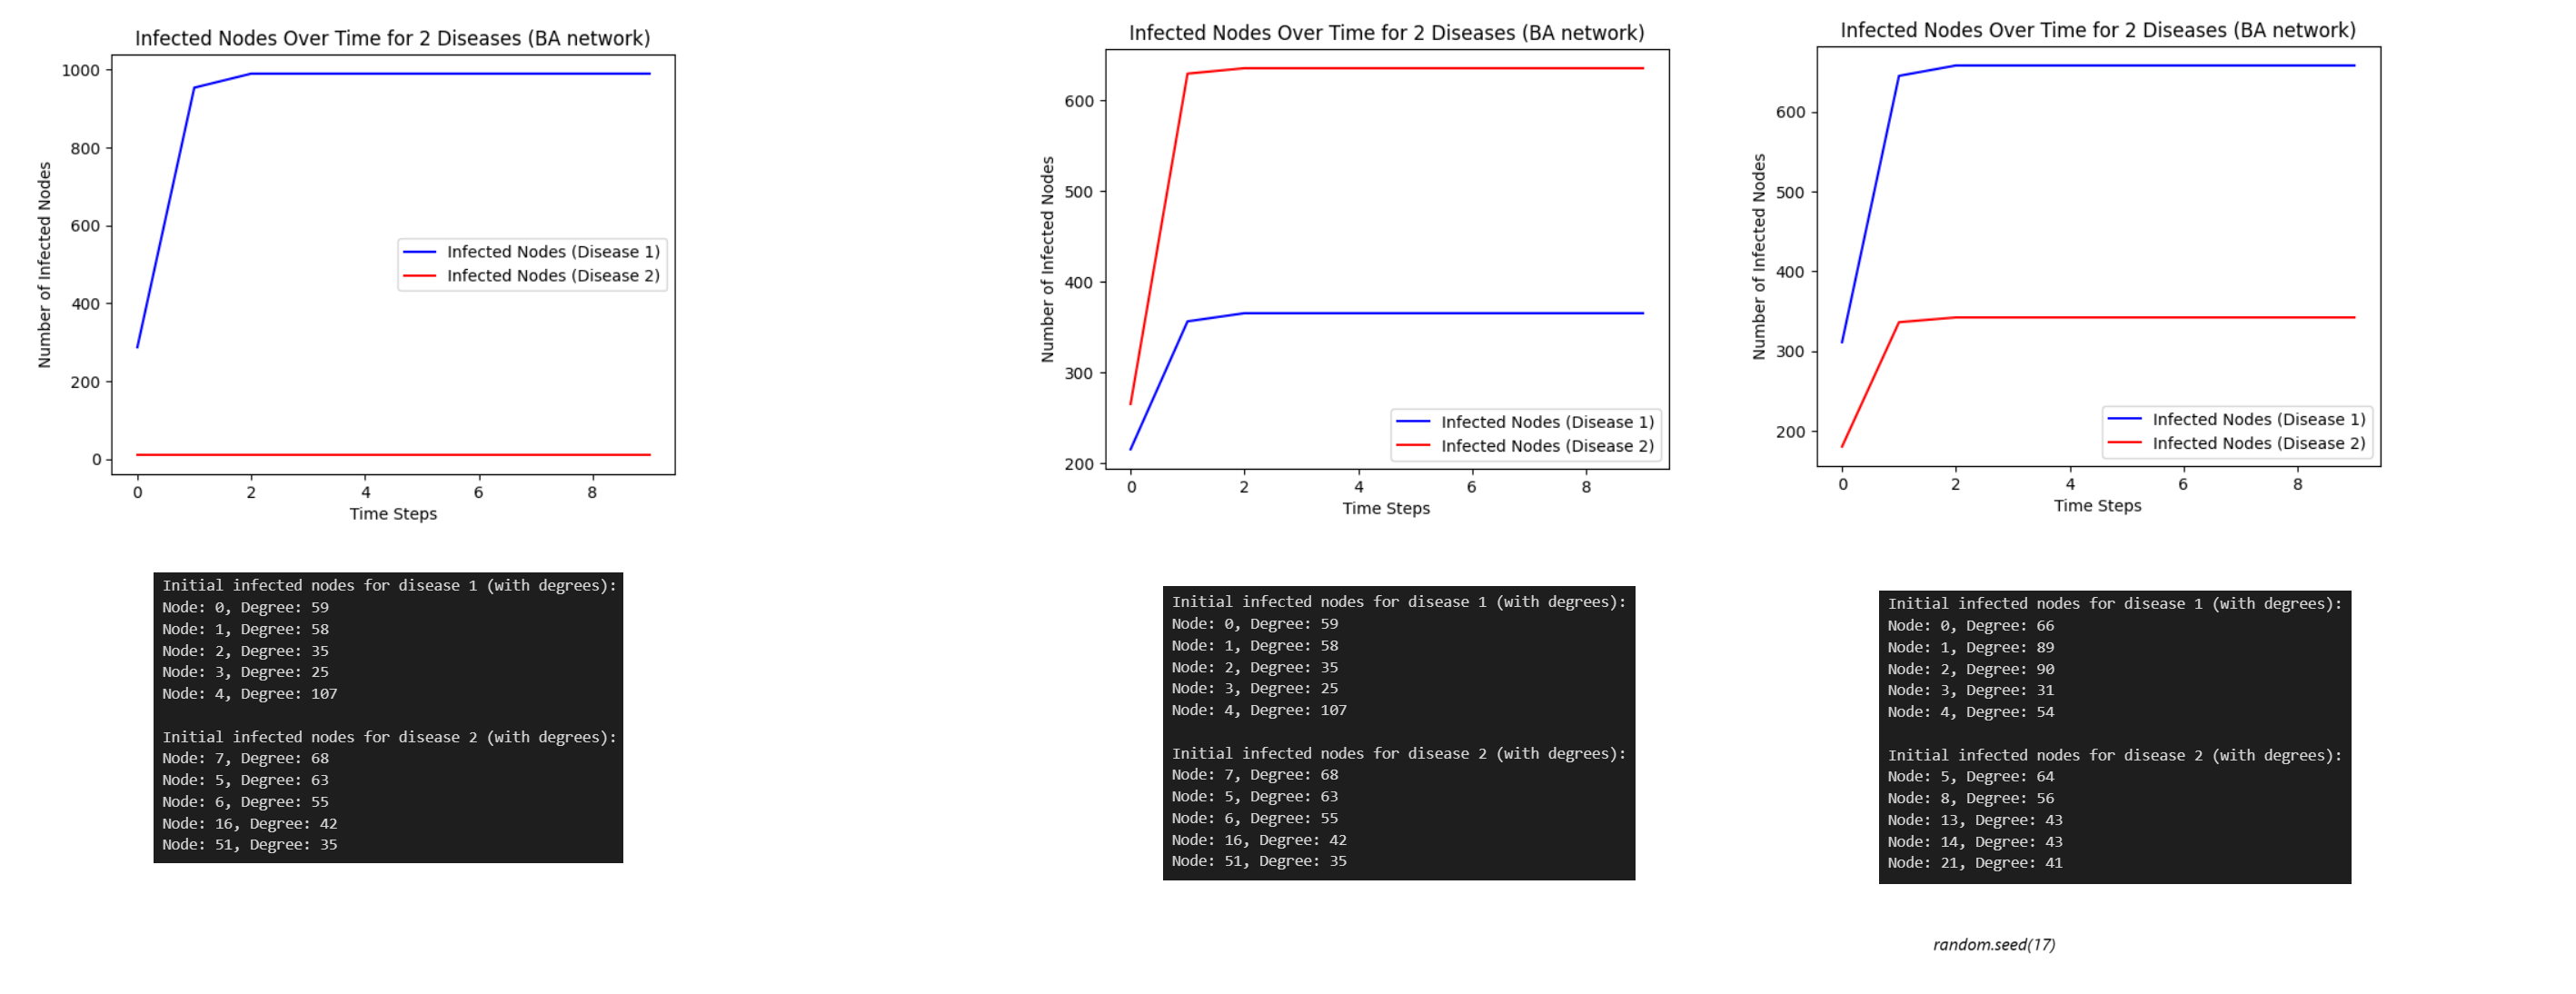 Infected Nodes Over Time for 2 Diseases (BA network)
Number of Infected Nodes
1000
800
600
400
200
0
Infected Nodes (Disease 1)
Infected Nodes (Disease 2)
0 2 4 6 8
Time Steps
Initial infected nodes for disease 1 (with degrees):
Node: 0, Degree: 59
Node: 1, Degree: 58
Node: 2, Degree: 35
Node: 3, Degree: 25
Node: 4, Degree: 107
Initial infected nodes for disease 2 (with degrees):
Node: 7, Degree: 68
Node: 5, Degree: 63
Node: 6, Degree: 55
Node: 16, Degree: 42
Node: 51, Degree: 35
Infected Nodes Over Time for 2 Diseases (BA network)
Number of Infected Nodes
600
500
400
300
200
Infected Nodes (Disease 1)
Infected Nodes (Disease 2)
0 2 4 6 8
Time Steps
Initial infected nodes for disease 1 (with degrees):
Node: 0, Degree: 59
Node: 1, Degree: 58
Node: 2, Degree: 35
Node: 3, Degree: 25
Node: 4, Degree: 107
Initial infected nodes for disease 2 (with degrees):
Node: 7, Degree: 68
Node: 5, Degree: 63
Node: 6, Degree: 55
Node: 16, Degree: 42
Node: 51, Degree: 35
Infected Nodes Over Time for 2 Diseases (BA network)
Number of Infected Nodes
600
500
400
300
200
Infected Nodes (Disease 1)
Infected Nodes (Disease 2)
0 2 4 6 8
Time Steps
Initial infected nodes for disease 1 (with degrees):
Node: 0, Degree: 66
Node: 1, Degree: 89
Node: 2, Degree: 90
Node: 3, Degree: 31
Node: 4, Degree: 54
Initial infected nodes for disease 2 (with degrees):
Node: 5, Degree: 64
Node: 8, Degree: 56
Node: 13, Degree: 43
Node: 14, Degree: 43
Node: 21, Degree: 41
random.seed(17)